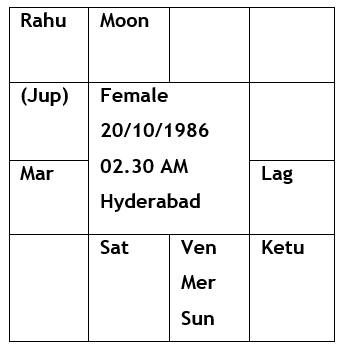 Rahu
Moon
(Jup)
Female
20/10/1986
02.30 AM
Hyderabad
Mar
Lag
Sat
Ven
Mer
Sun
Ketu